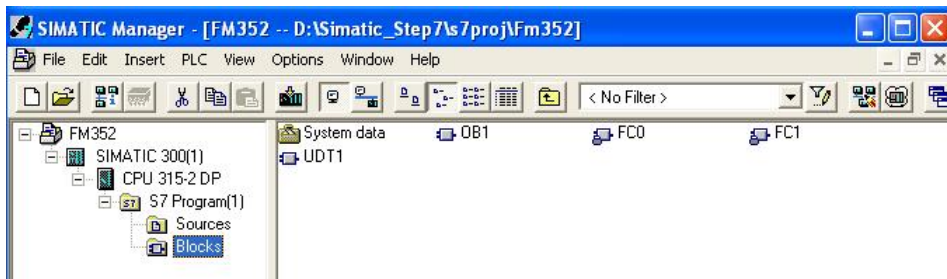 SIMATIC Manager - [FM352 -- D:\Simatic_Step7\s7proj\Fm352]
File Edit Insert PLC View Options Window Help
< No Filter >
FM352
SIMATIC 300(1)
CPU 315-2 DP
S7 Program(1)
Sources
Blocks
System data OB1 FC0 FC1
UDT1